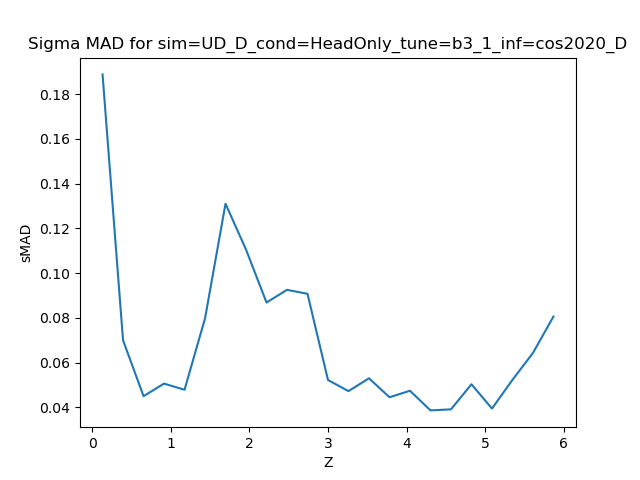 Sigma MAD for sim=UD_D_cond=HeadOnly_tune=b3_1_inf=cos2020_D
0.18
0.16
0.14
0.12
0.10
0.08
0.06
0.04
sMAD
0 1 2 3 4 5 6
Z